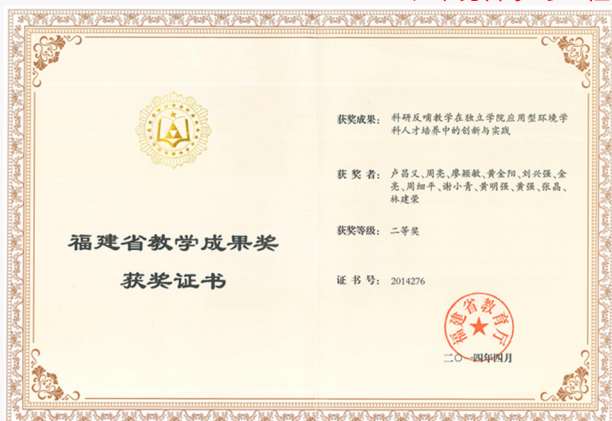 福建省教学成果奖
获奖证书
获奖成果：科研反哺教学在独立学院应用型环境学
科人才培养中的创新与实践
获 奖 者：卢昌义、周亮、廖颖敏、黄金阳、刘兴强、金
亮、周细平、谢小青、黄明强、黄强、张晶、
林建荣
获奖等级：二等奖
证 书 号：2014276
福建省教育厅
二〇一四年四月